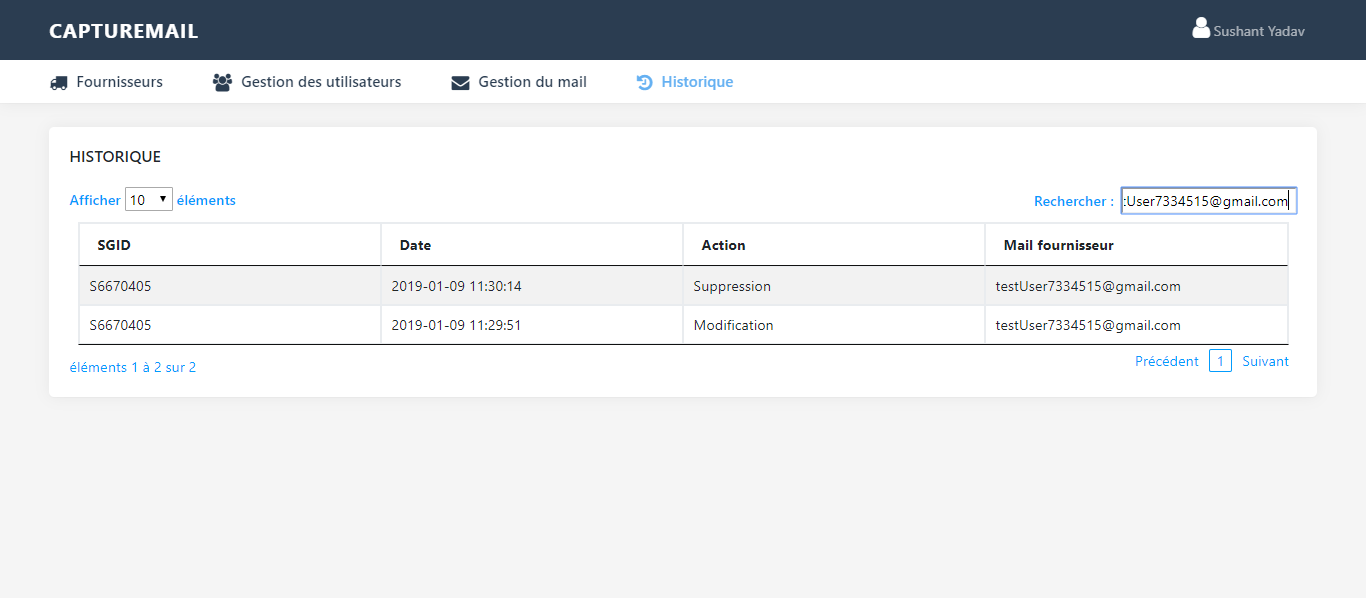 CAPTUREMAIL
Sushant Yadav
Fournisseurs Gestion des utilisateurs Gestion du mail Historique
HISTORIQUE
Afficher 10 éléments Rechercher : :User7334515@gmail.com
SGID Date Action Mail fournisseur
S6670405 2019-01-09 11:30:14 Suppression testUser7334515@gmail.com
S6670405 2019-01-09 11:29:51 Modification testUser7334515@gmail.com
éléments 1 à 2 sur 2 Précédent 1 Suivant